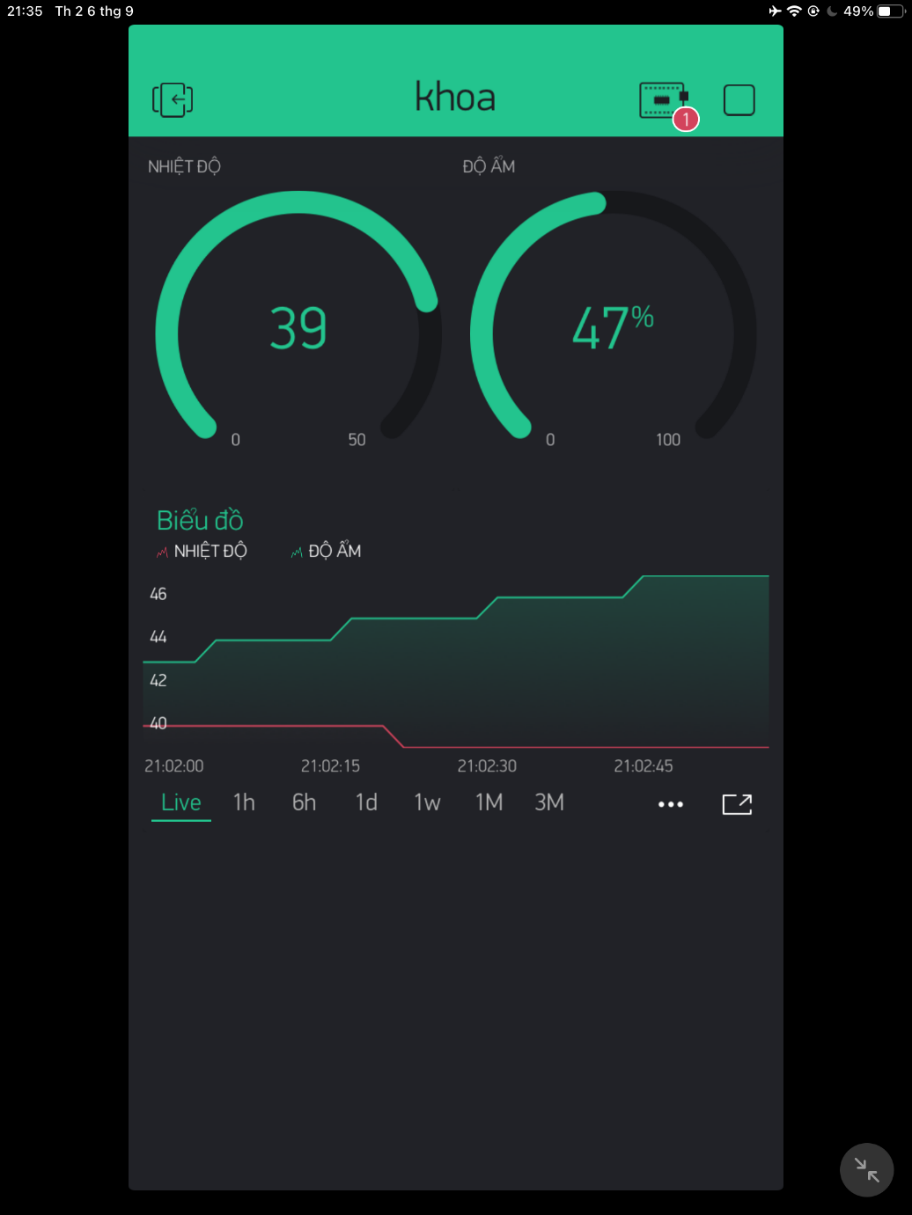 21:35 Th 2 6 thg 9 49%
khoa
1
NHIỆT ĐỘ ĐỘ ẨM
39 47%
0 50 0 100
Biểu đồ
NHIỆT ĐỘ ĐỘ ẨM
46
44
42
40
21:02:00 21:02:15 21:02:30 21:02:45
Live 1h 6h 1d 1w 1M 3M